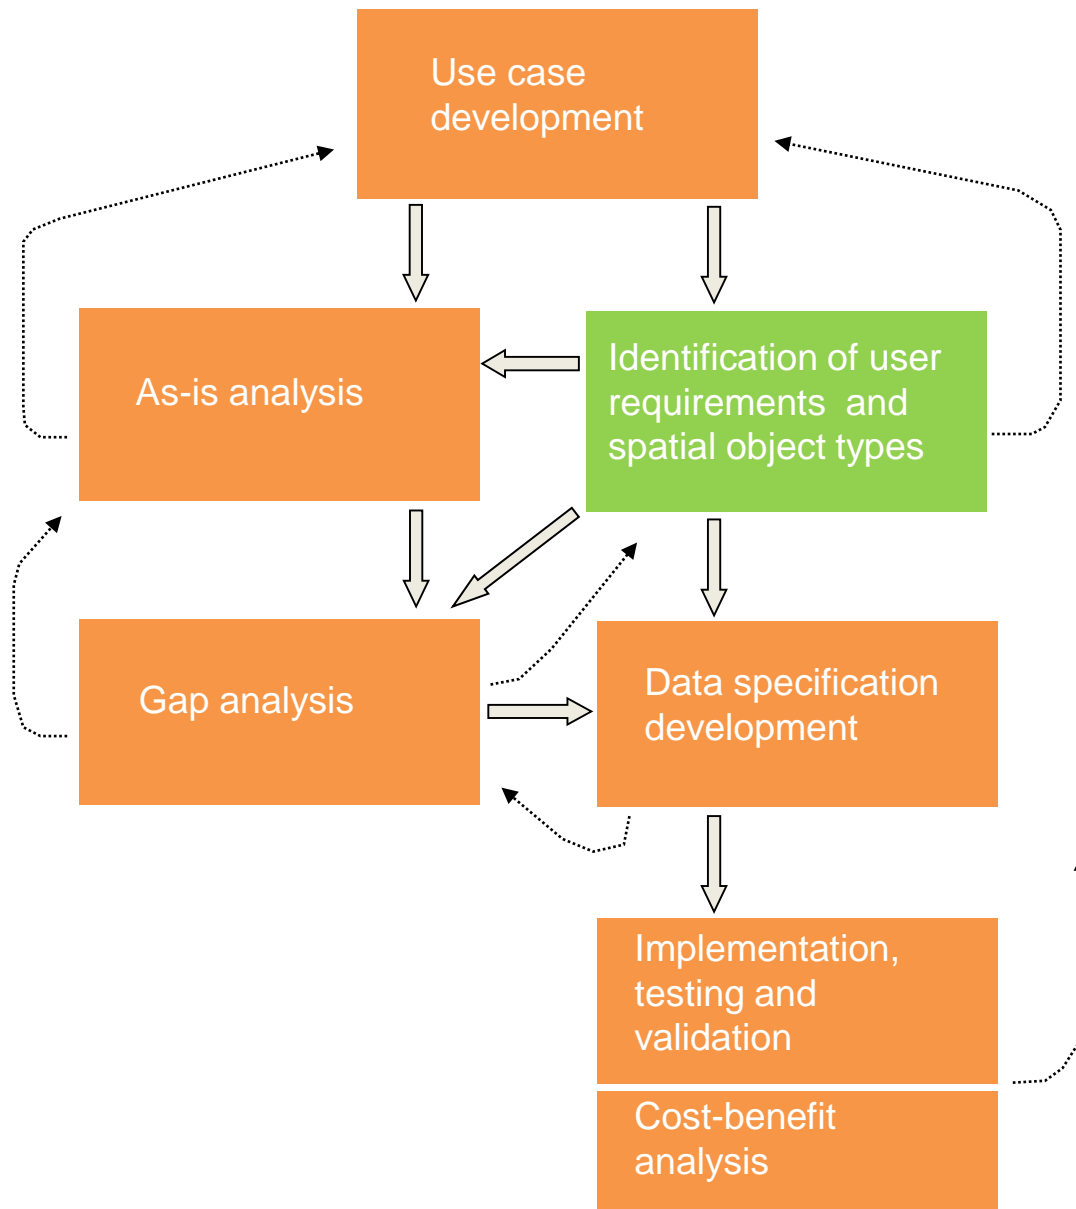 Use case
development
As-is analysis
Identification of user
requirements  and
spatial object types
Gap analysis
Data specification
development
Implementation,
testing and
validation
Cost-benefit
analysis